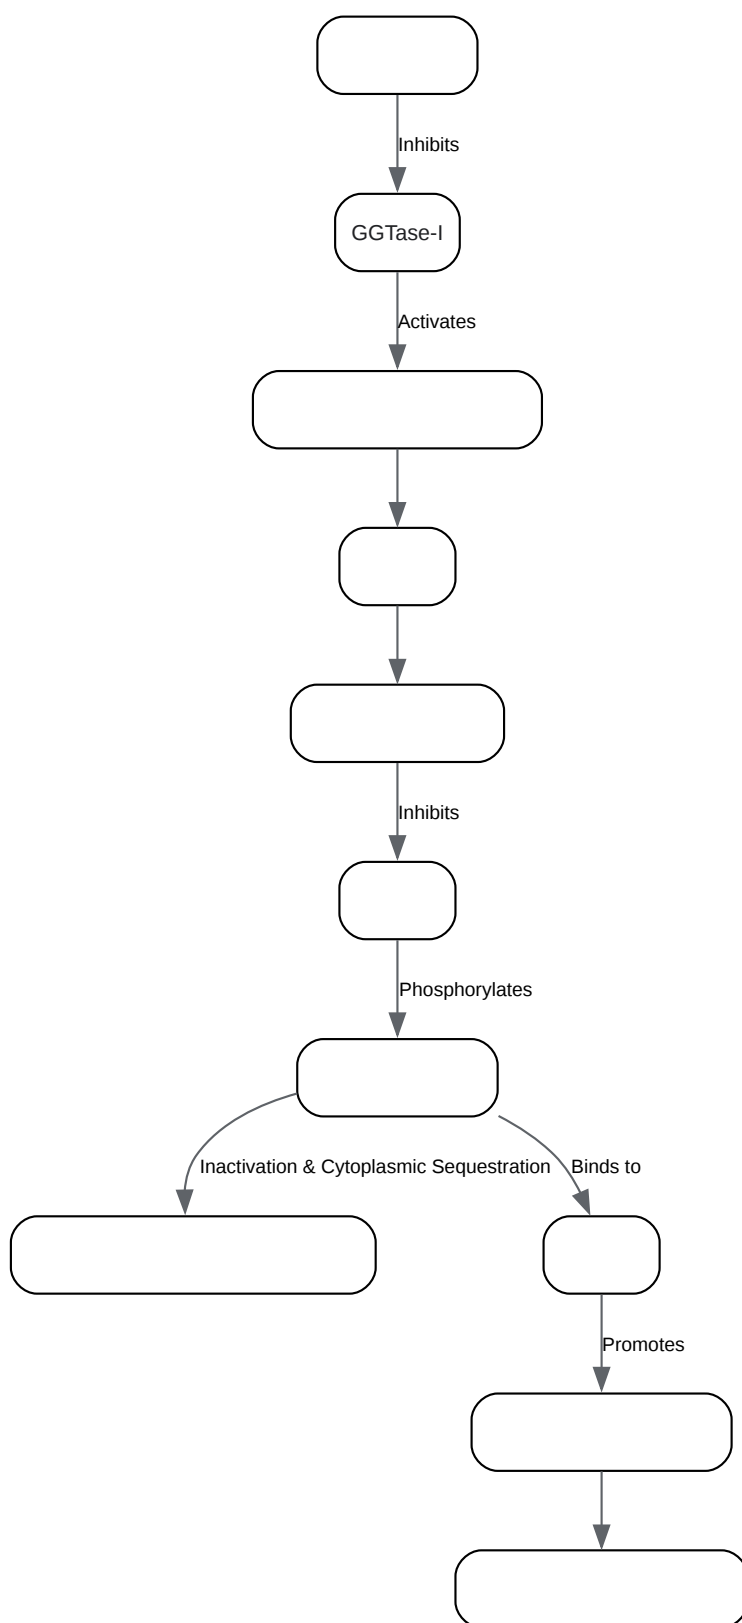 Inhibits
GGTase-I
Activates
Inhibits
Phosphorylates
Inactivation & Cytoplasmic Sequestration
Binds to
Promotes